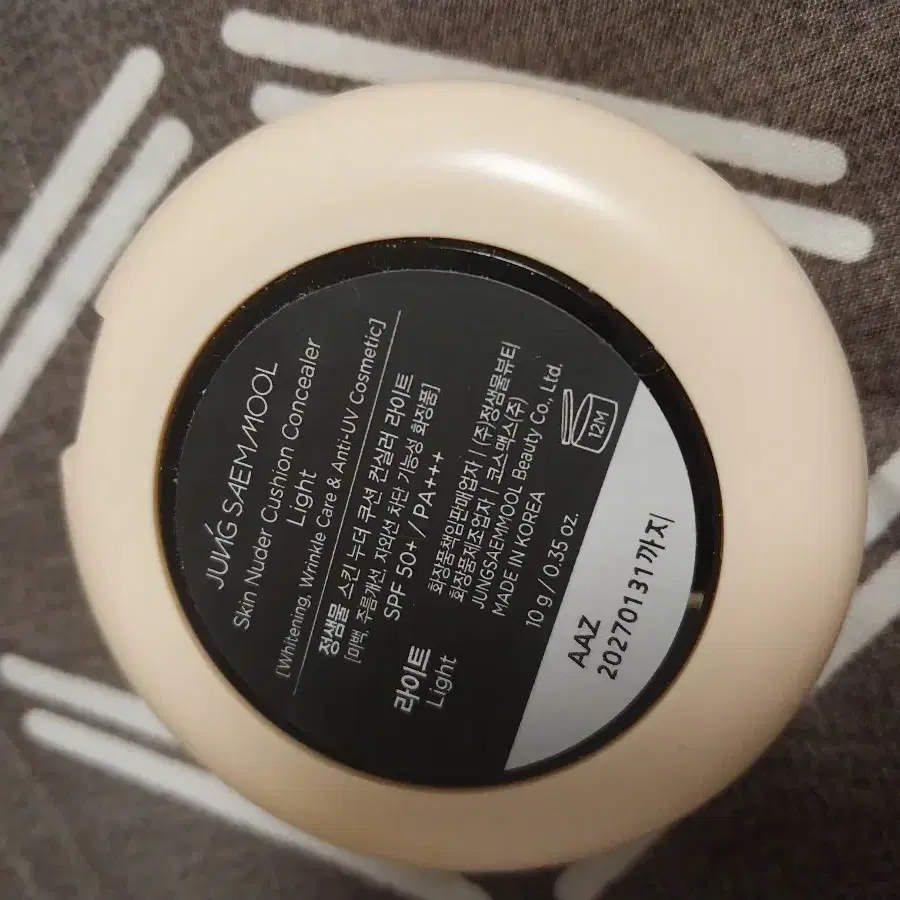 JUNG SAEMMOOL
Skin Nuder Cushion Concealer
Light
[Whitening, Wrinkle Care & Anti-UV Cosmetic]
정샘물 스킨 누더 쿠션 컨실러 라이트
[미백, 주름개선, 자외선 차단 기능성 화장품]
SPF 50+ / PA+++
라이트
Light
화장품책임판매업자 | (주)정샘물뷰티
화장품제조업자 | 코스맥스(주)
JUNGSAEMMOOL Beauty Co., Ltd.
MADE IN KOREA
10 g / 0.35 oz.
12M
AAZ
20270131까지